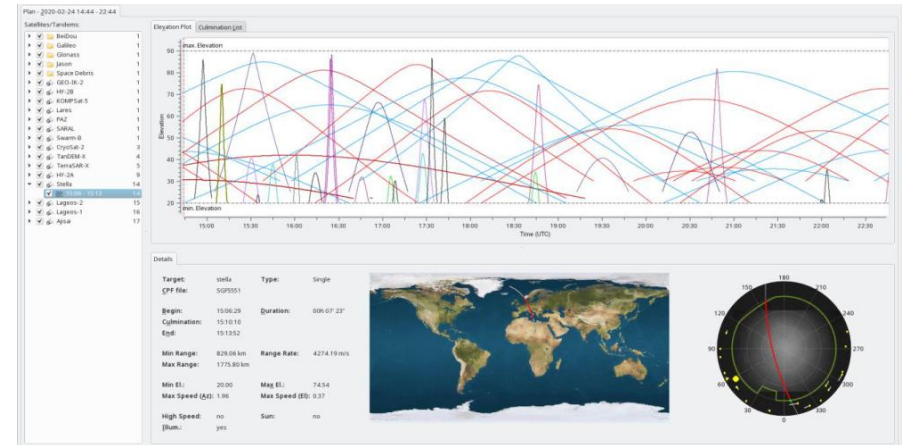 Plan - 2020-02-24 14:44 - 22:44
Satellites/Tandems:
BeiDou 1
Galileo 1
Glonass 1
Jason 1
Space Debris 1
GEO-IK-2 1
HY-2B 1
KOMPSat-5 1
Lares 1
PAZ 1
SARAL 1
Swarm-B 1
CryoSat-2 3
TanDEM-X 4
TerraSAR-X 5
HY-2A 9
Stella 14
15:06 - 15:13 14
Lageos-2 15
Lageos-1 16
Ajisai 17
Elevation Plot Culmination List
max. Elevation
90
80
70
60
50
40
30
20
Elevation
min. Elevation
15:00 15:30 16:00 16:30 17:00 17:30 18:00 18:30 19:00 19:30 20:00 20:30 21:00 21:30 22:00 22:30
Time (UTC)
Details
Target: stella Type: Single
CPF file: SGF5551
Begin: 15:06:29 Duration: 00h 07' 23"
Culmination: 15:10:10
End: 15:13:52
Min Range: 829.06 km Range Rate: 4274.19 m/s
Max Range: 1775.80 km
Min El.: 20.00 Max El.: 74.54
Max Speed (Az): 1.96 Max Speed (El): 0.37
High Speed: no Sun: no
Illum.: yes
180
150 210
120 240
90 270
60 300
30 330
0